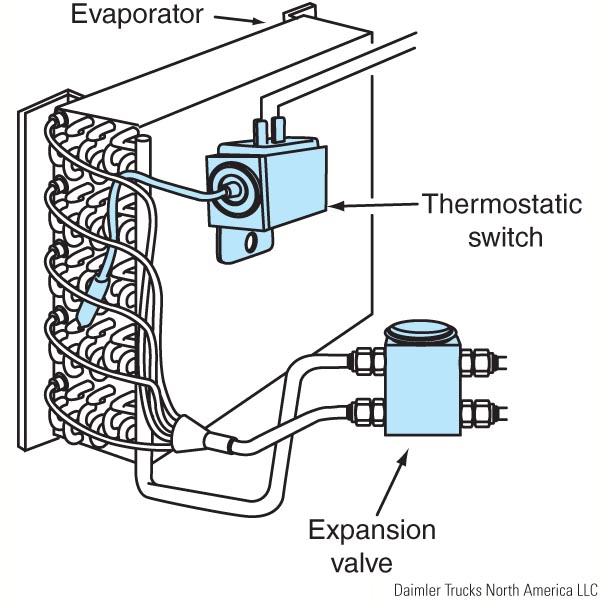 Evaporator
Thermostatic
switch
Expansion
valve
Daimler Trucks North America LLC